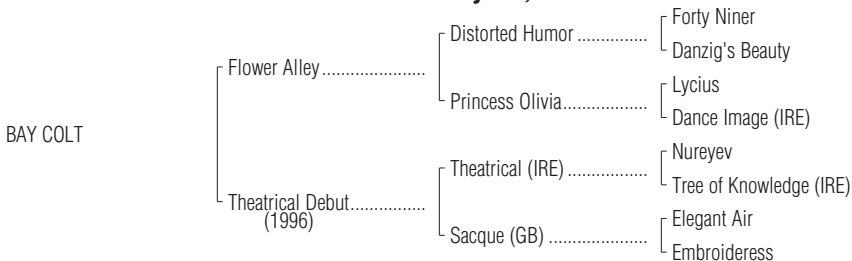 Forty Niner
Distorted Humor ...............
Danzig's Beauty
Flower Alley......................
Lycius
Princess Olivia..................
Dance Image (IRE)
BAY COLT
Nureyev
Theatrical (IRE) .................
Tree of Knowledge (IRE)
Theatrical Debut................
(1996)
Elegant Air
Sacque (GB) .....................
Embroideress